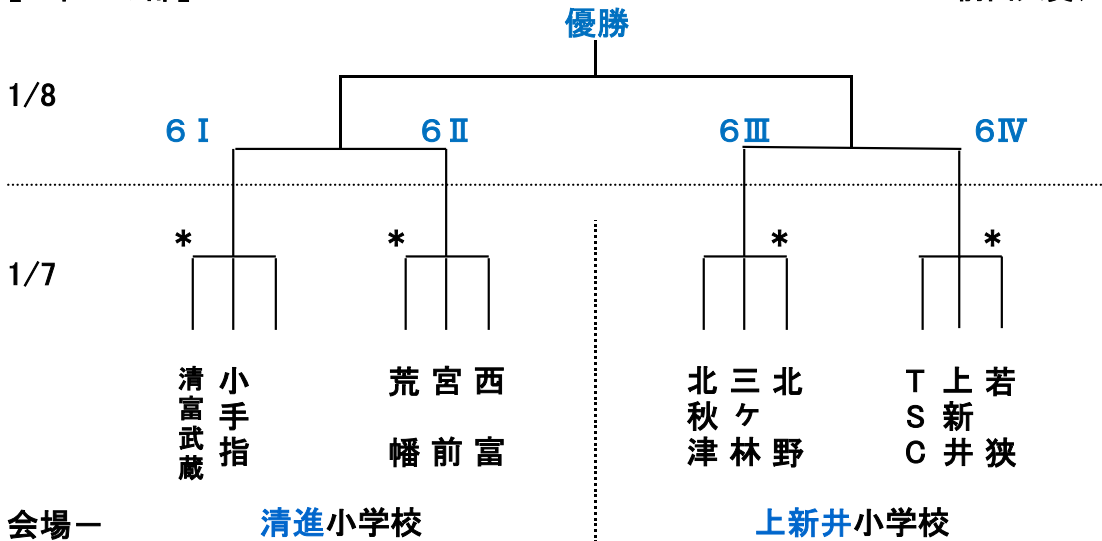 優勝
1/8
6Ⅰ 6Ⅱ 6Ⅲ 6Ⅳ
* * * *
1/7
清富武蔵 小手指 荒幡 宮前 西富 北秋津 三ケ林 北野 TSC 上新井 若狭
会場ー 清進小学校 上新井小学校